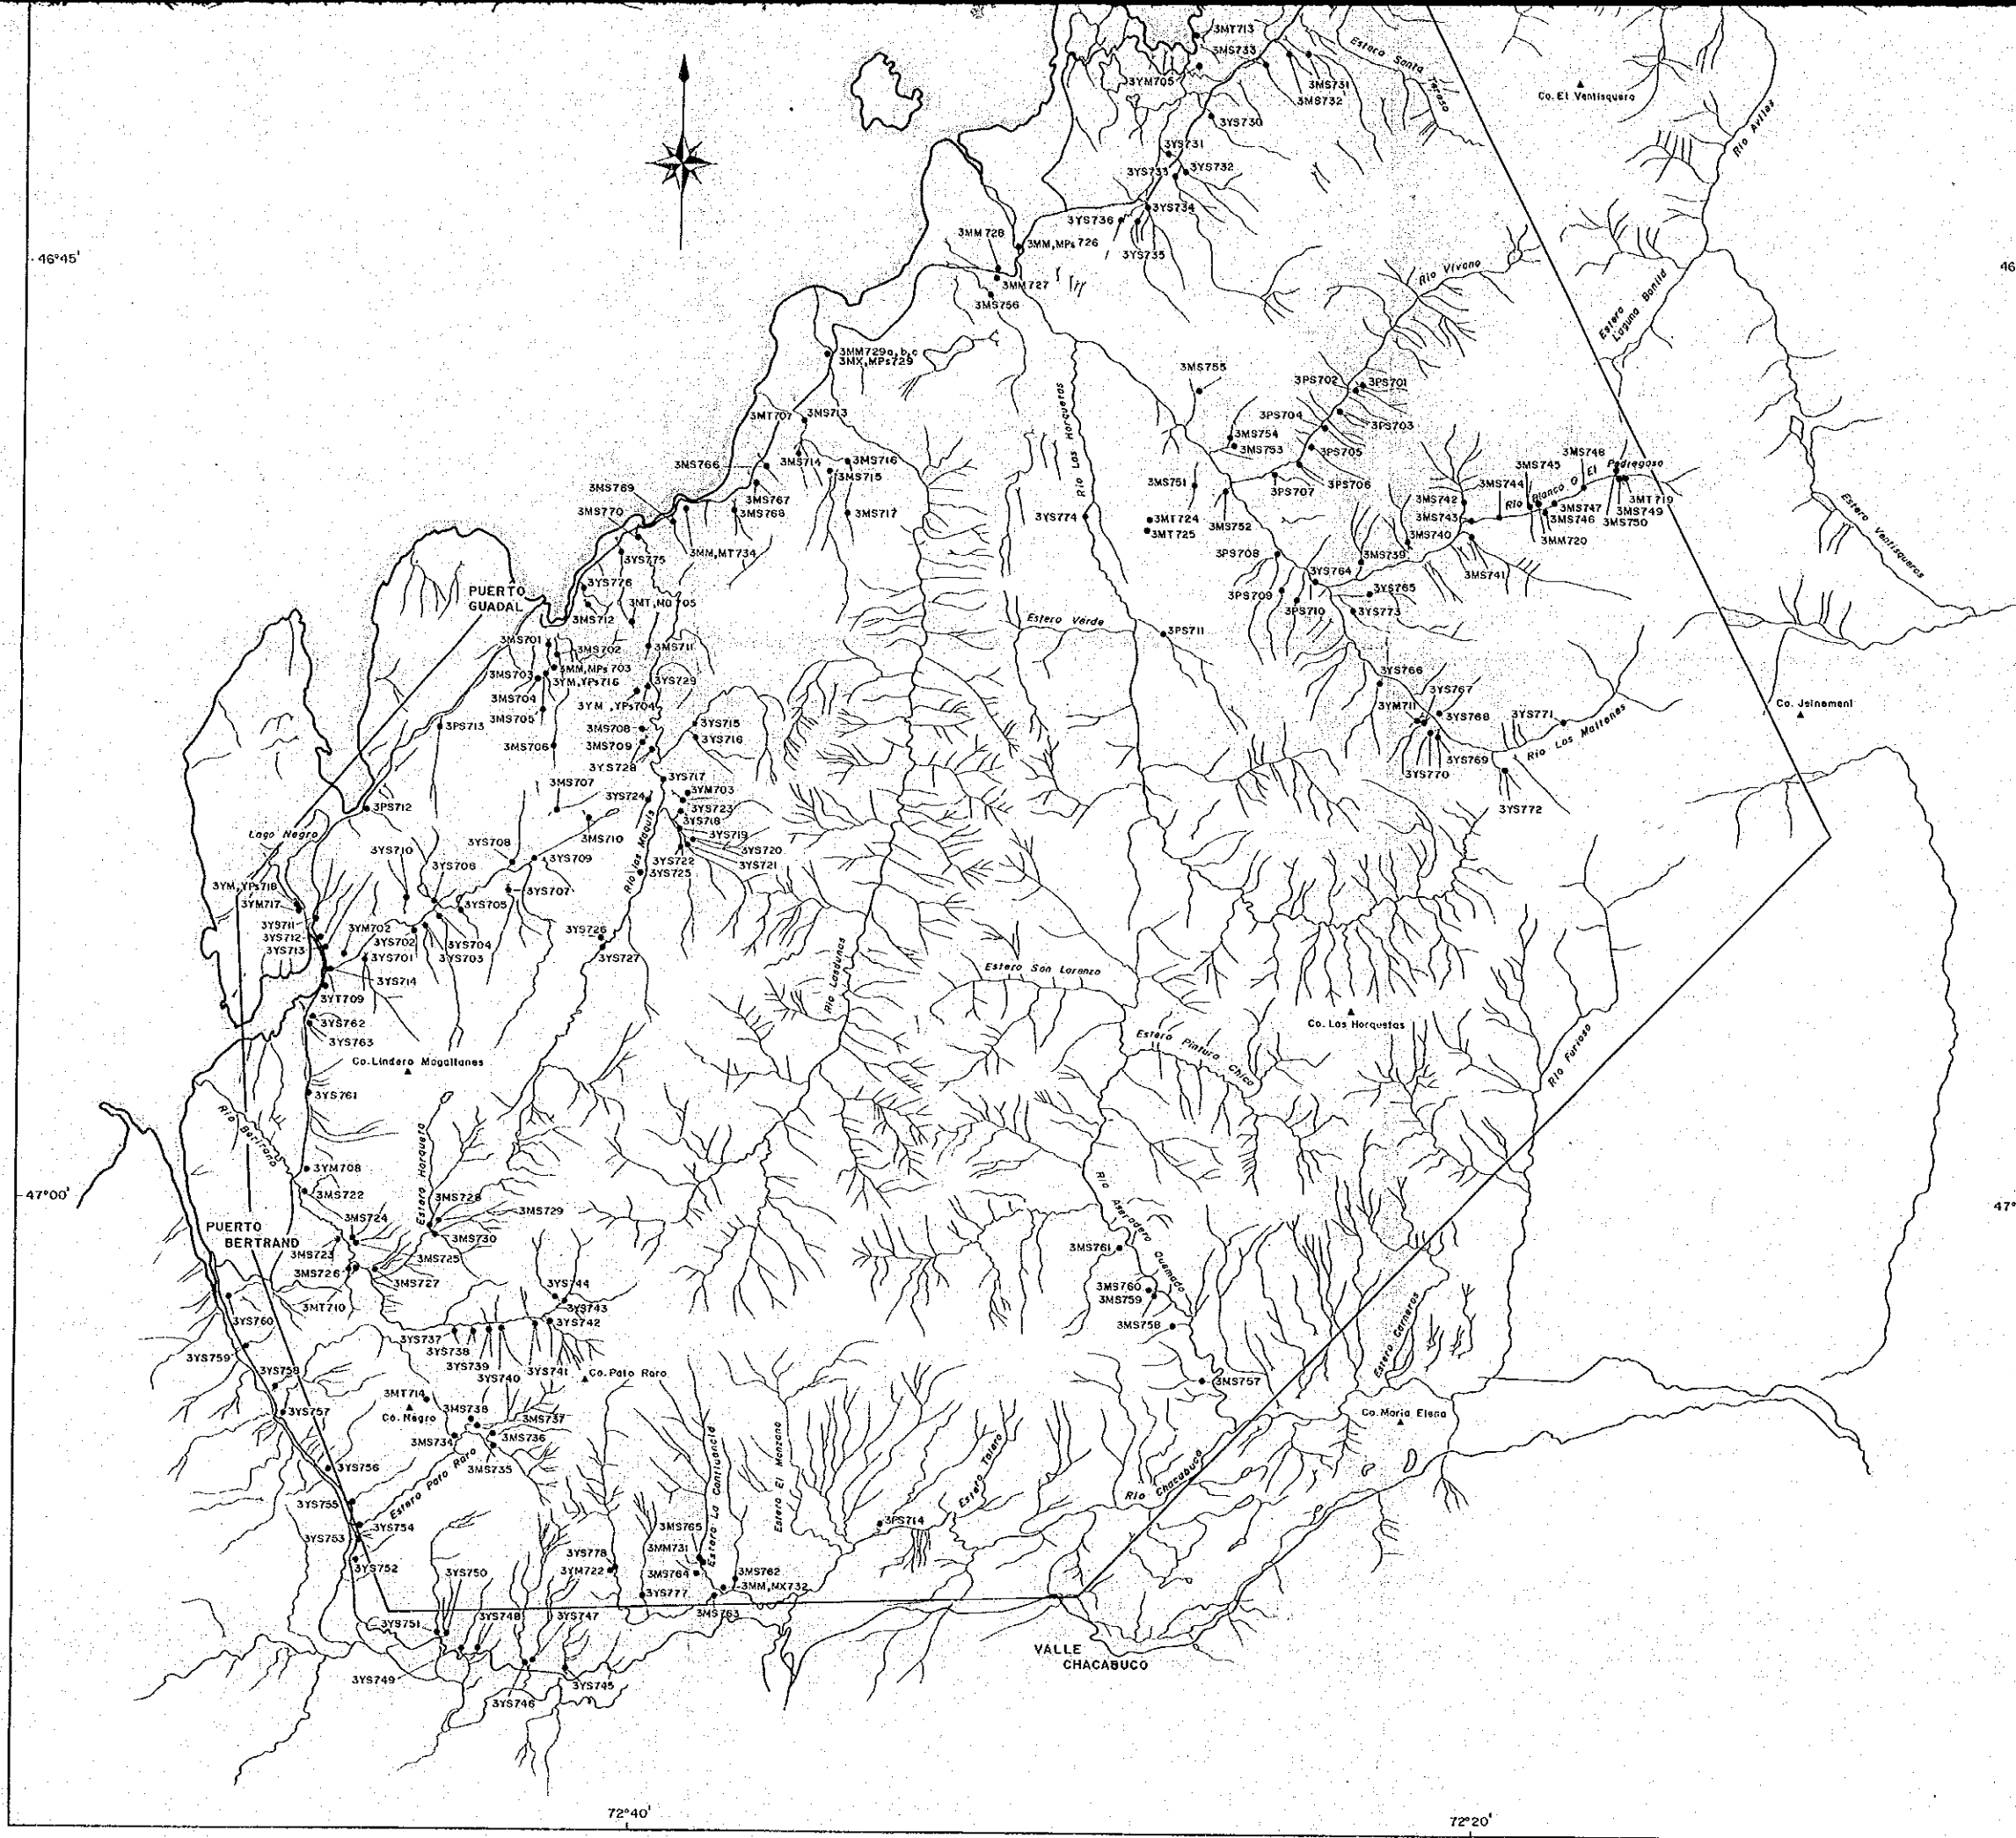 3MT713
3MS733
3YM705
Estero Santa Teresa
3MS731
3MS732
Co. El Ventisquero
Rio Avilas
3YS730
3YS731
3YS733
3YS732
3YS734
3YS736
3YS735
3MM728
3MM,MPs726
46°45'
46
3MM727
3MS756
Rio Vivano
Estero
Laguna Bonita
3MM729a,b,c
3MX,MPs729
3MS755
3PS702
3PS701
3PS704
3PS703
Rio Las Horquetas
3MT707
3MS713
3MS754
3MS753
3PS705
3MS766
3MS714
3MS716
3MS715
3MS748
3MS745
El Pedregoso
3MS769
3MS767
3MS751
3PS707
3PS706
3MS744
3MS742
Rio Blanco O
3MS747
3MT719
3MS770
3MS768
3MS717
3YS774
3MT724
3MT725
3MS752
3MS743
3MS746
3MS749
3MS750
3MS740
3MM720
Estero Ventisqueros
3YS775
3MM,MT734
3PS708
3MS739
3YS764
3MS741
PUERTO
GUADAL
3YS776
3MT,MD705
3PS709
3PS710
3YS765
3YS773
3MS712
Estero Verde
3PS711
3MS701
3MS702
3MS711
3MM,MPs703
3MS703
3YM,YPs716
3YS729
3YS766
3MS704
3YM ,YPs704
3YS767
3YM711
3MS705
3PS713
3MS708
3YS715
3YS768
3YS771
Co. Jeinemeni
3MS706
3MS709
3YS716
Rio Los Maitenes
3YS728
3YS769
3YS770
3YS717
3MS707
3YS724
3YM703
3YS723
3YS772
3PS712
3YS718
Lago Negro
3MS710
3YS719
3YS720
3YS721
3YS710
3YS708
3YS709
3YS722
3YS706
Rio las Maquis
3YS725
3YM,YPs718
3YM717
3YS707
3YS705
3YS711
3YS712
3YS713
3YM702
3YS702
3YS704
3YS701
3YS703
3YS726
3YS727
3YS714
3YT709
Estero San Lorenzo
Rio Losdunas
3YS762
3YS763
Co. Las Horquetas
Co. Lindero Magallanes
Estero Pintura Chica
Rio Furioso
3YS761
Rio Bertrand
Estero Horqueta
3YM708
3MS722
47°00'
47°
3MS728
3MS729
PUERTO
BERTRAND
3MS724
3MS730
3MS723
3MS725
3MS726
3MS727
Rio Aserradero Quemado
3MS761
3MT710
3YS744
3YS743
3MS760
3MS759
3YS760
3YS742
3MS758
3YS737
3YS738
3YS759
3YS739
3YS741
3YS740
Co. Pato Raro
Estero Carneros
3YS758
3MS757
3MT714
Co. Negro
3YS757
3MS738
3MS737
Co. Maria Elena
3MS734
3MS736
3MS735
3YS756
Estero Pato Raro
Estero La Confluencia
Estero El Manzano
Estero Talero
Rio Chacabuco
3YS755
3YS754
3YS753
3PS714
3MS765
3MM731
3YS752
3YS778
3YM722
3YS750
3MS764
3MS762
3MM,MX732
3YS777
3MS763
3YS751
3YS748
3YS747
VALLE
CHACABUCO
3YS749
3YS746
3YS745
72°40'
72°20'